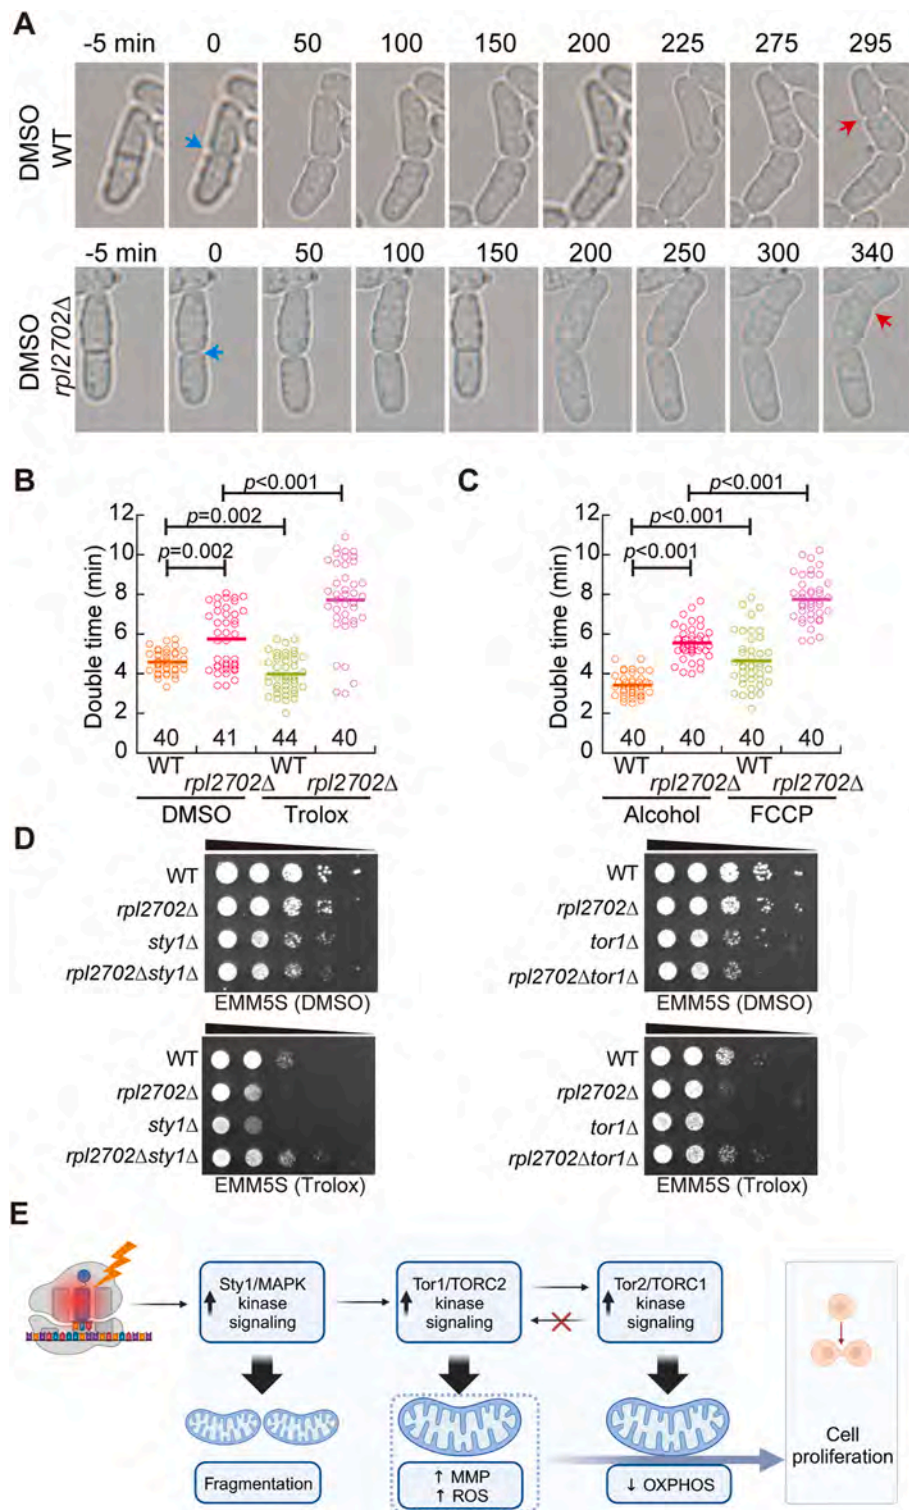 A
-5 min 0 50 100 150 200 225 275 295
DMSO
WT
-5 min 0 50 100 150 200 250 300 340
DMSO
rpl2702Δ
B
p<0.001
p=0.002
p=0.002
Double time (min)
12
10
8
6
4
2
0
40 41 44 40
WT rpl2702Δ WT rpl2702Δ
DMSO Trolox
C
p<0.001
p<0.001
p<0.001
Double time (min)
12
10
8
6
4
2
0
40 40 40 40
WT rpl2702Δ WT rpl2702Δ
Alcohol FCCP
D
WT
rpl2702Δ
sty1Δ
rpl2702Δsty1Δ
EMM5S (DMSO)
WT
rpl2702Δ
tor1Δ
rpl2702Δtor1Δ
EMM5S (DMSO)
WT
rpl2702Δ
sty1Δ
rpl2702Δsty1Δ
EMM5S (Trolox)
WT
rpl2702Δ
tor1Δ
rpl2702Δtor1Δ
EMM5S (Trolox)
E
↑ Sty1/MAPK
kinase
signaling
↑ Tor1/TORC2
kinase
signaling
↑ Tor2/TORC1
kinase
signaling
Fragmentation
↑ MMP
↑ ROS
↓ OXPHOS
Cell
proliferation